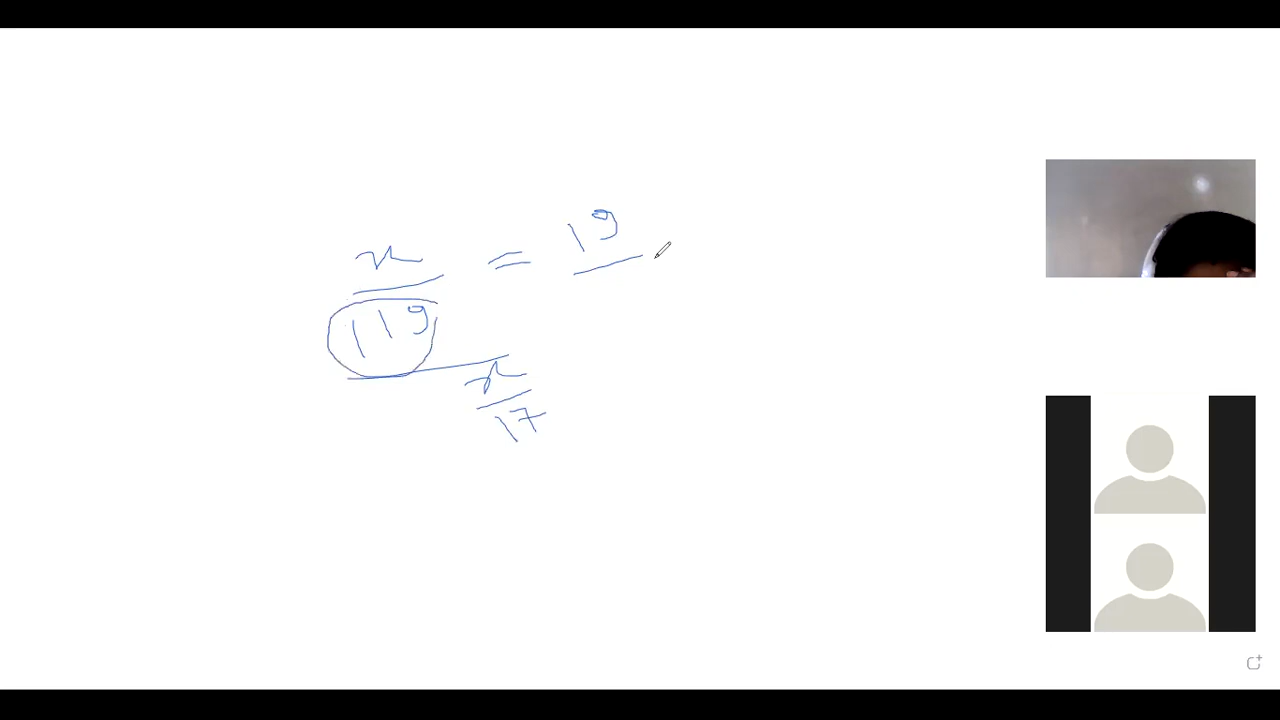 x = 19
119
x
17